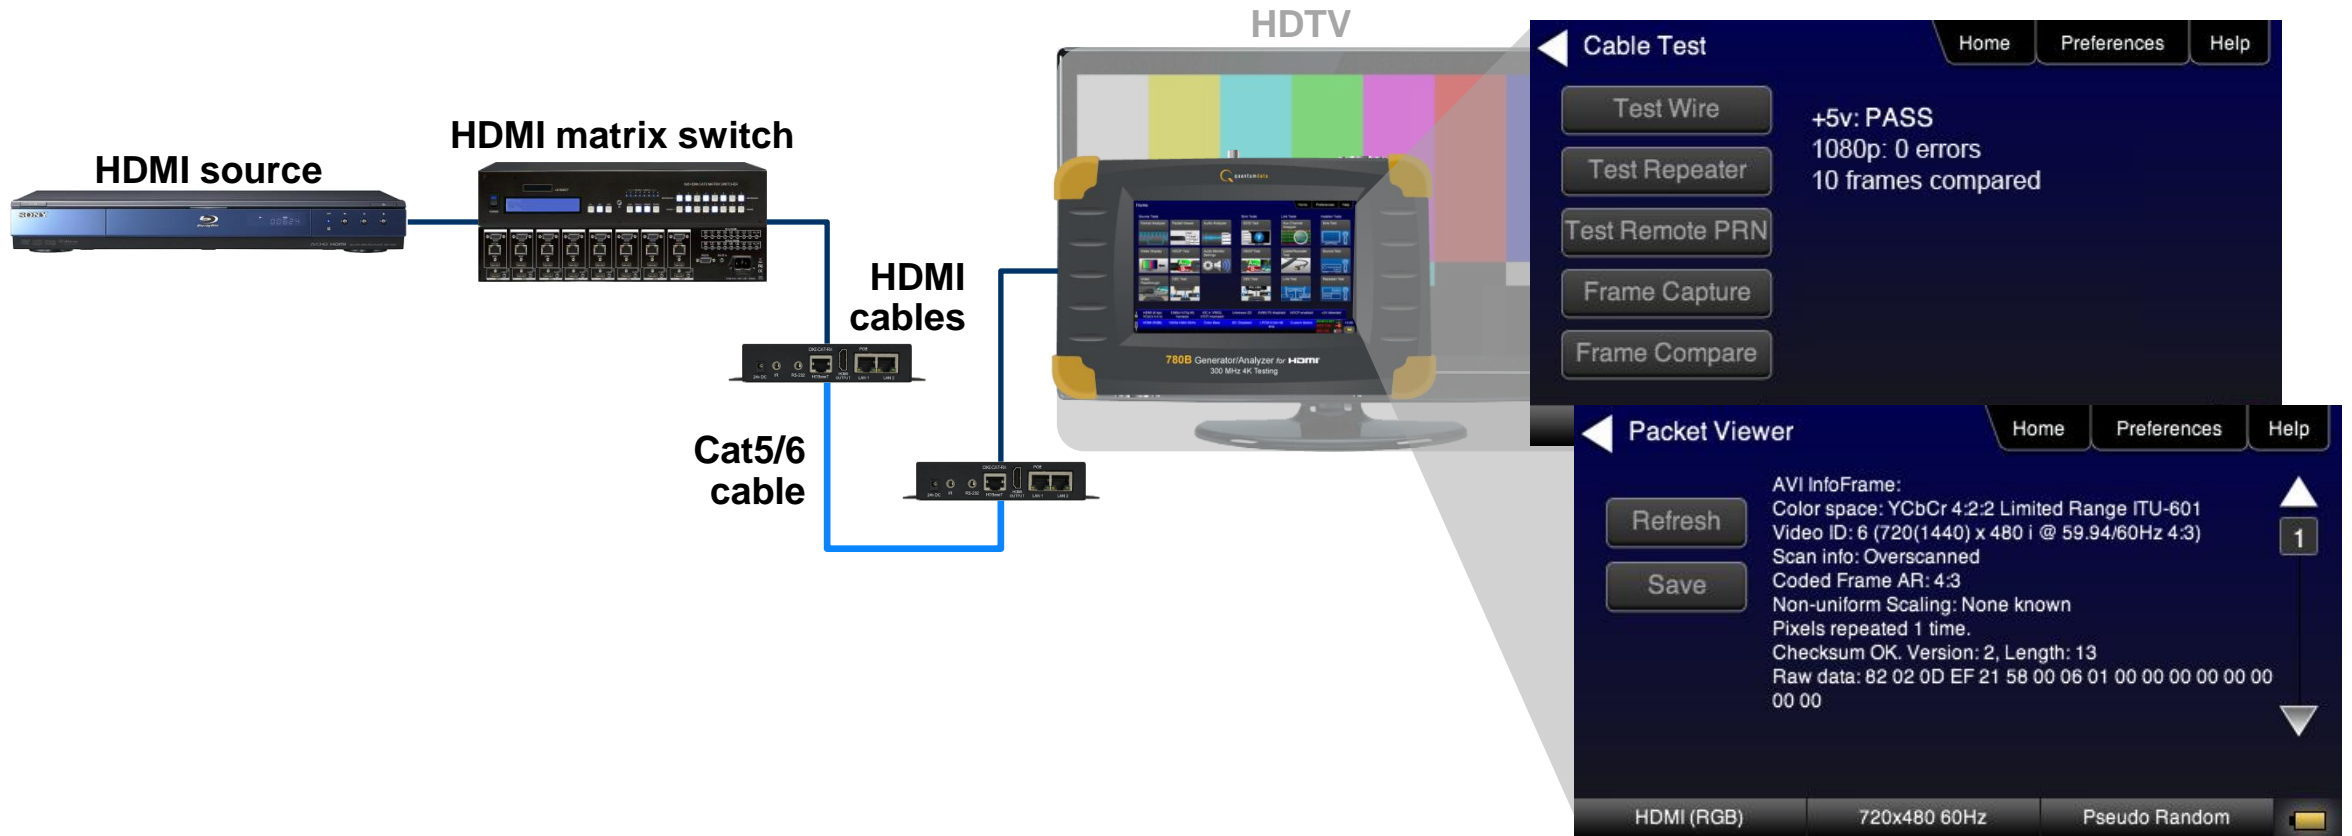 HDTV
HDMI source
SONY
HDMI matrix switch
HDMI
cables
Cat5/6
cable
quantumdata
Home
780B Generator/Analyzer for HDMI
300 MHz 4K Testing
Cable Test
Home
Preferences
Help
Test Wire
Test Repeater
Test Remote PRN
Frame Capture
Frame Compare
+5v: PASS
1080p: 0 errors
10 frames compared
Packet Viewer
Home
Preferences
Help
Refresh
Save
AVI InfoFrame:
Color space: YCbCr 4:2:2 Limited Range ITU-601
Video ID: 6 (720(1440) x 480 i @ 59.94/60Hz 4:3)
Scan info: Overscanned
Coded Frame AR: 4:3
Non-uniform Scaling: None known
Pixels repeated 1 time.
Checksum OK. Version: 2, Length: 13
Raw data: 82 02 0D EF 21 58 00 06 01 00 00 00 00 00 00
00 00
1
HDMI (RGB)
720x480 60Hz
Pseudo Random